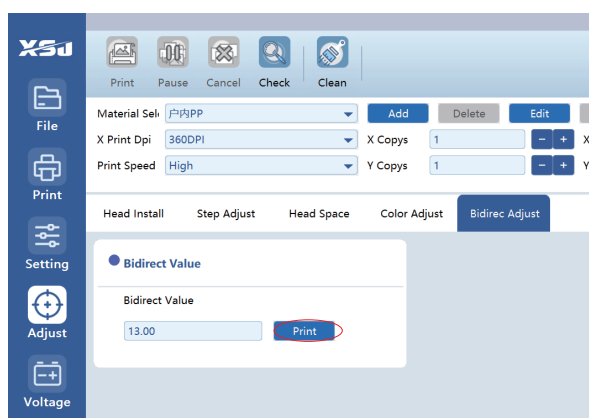 XSJ
Print Pause Cancel Check Clean
File
Material Sele 户内PP Add Delete Edit
X Print Dpi 360DPI X Copys 1 - + X
Print Speed High Y Copys 1 - + Y
Print
Head Install Step Adjust Head Space Color Adjust Bidirec Adjust
Setting
Bidirect Value
Bidirect Value
13.00 Print
Adjust
Voltage